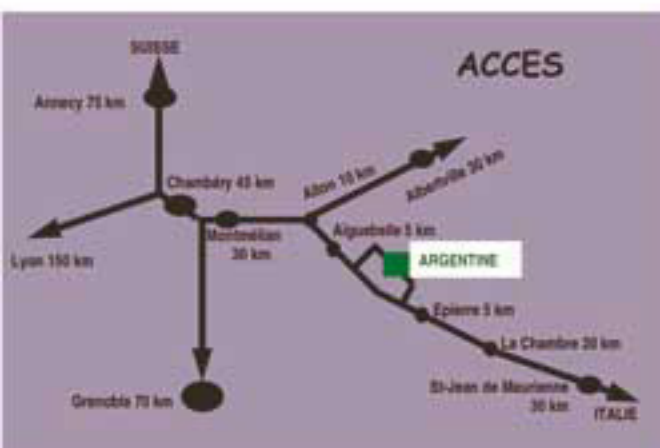 SUISSE
ACCES
Annecy 75 km
Chambéry 45 km
Aiton 10 km
Albertville 30 km
Lyon 150 km
Montmélian
30 km
Aiguebelle 5 km
ARGENTINE
Epierre 5 km
La Chambre 20 km
Grenoble 70 km
St-Jean de Maurienne
30 km
ITALIE